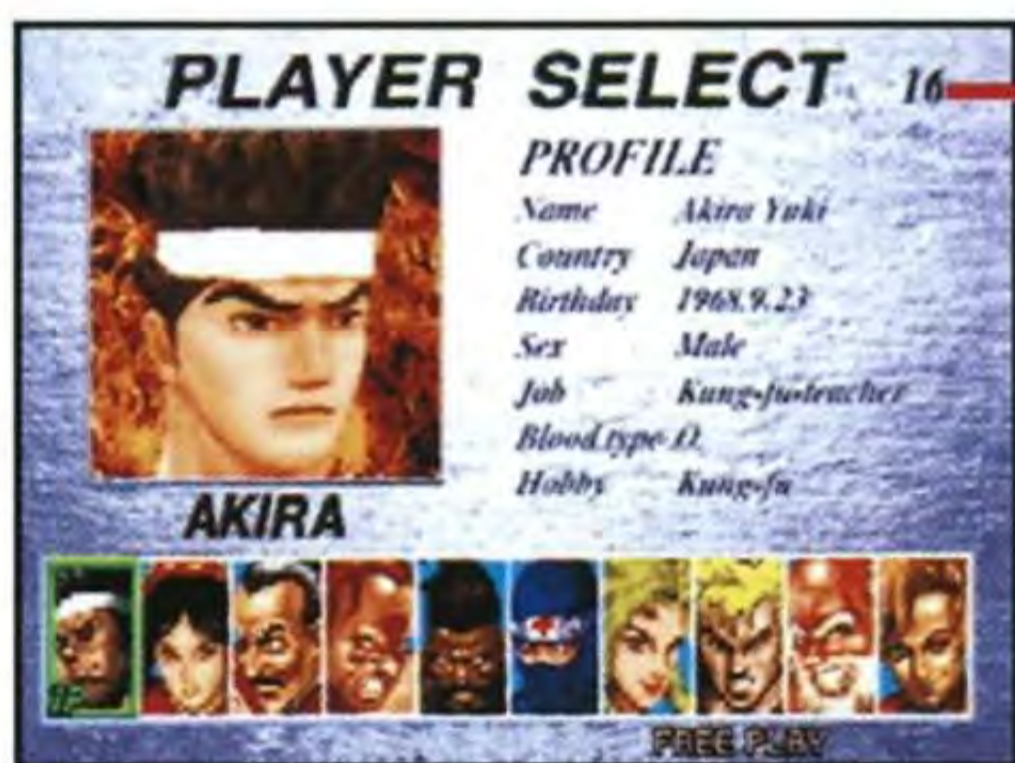 PLAYER SELECT 16
PROFILE
Name Akira Yuki
Country Japan
Birthday 1968.9.23
Sex Male
Job Kung-fu-teacher
Blood type O.
Hobby Kung-fu
AKIRA
FREE PLAY